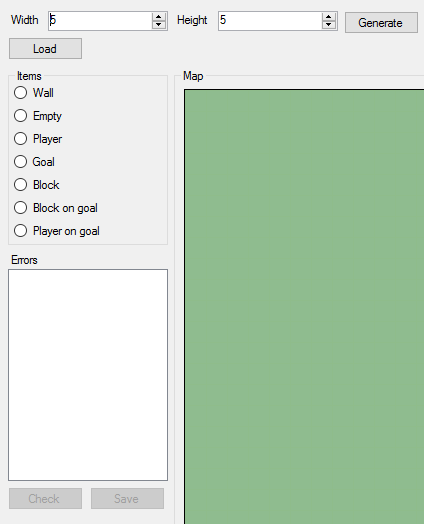 Width 5 Height 5 Generate
Load
Items Map
Wall
Empty
Player
Goal
Block
Block on goal
Player on goal
Errors
Check Save